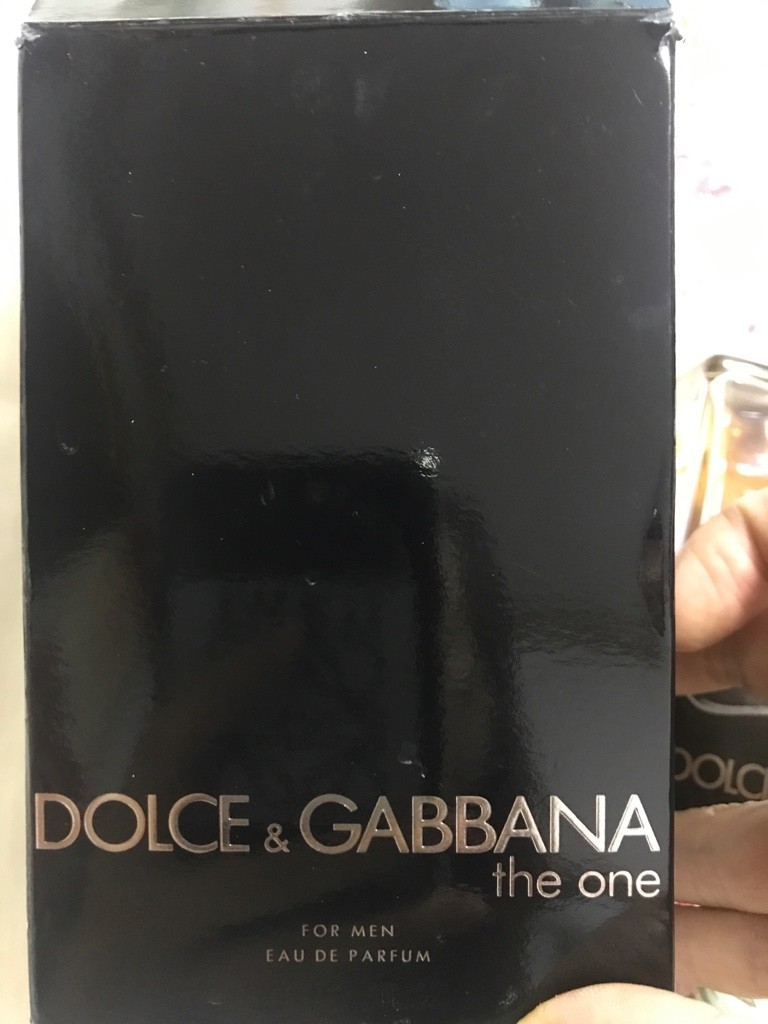 DOLCE & GABBANA
the one
FOR MEN
EAU DE PARFUM